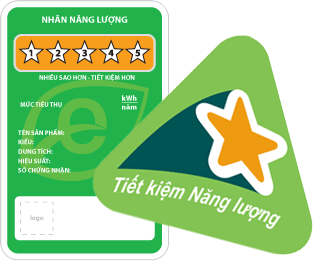 NHÃN NĂNG LƯỢNG
1 2 3 4 5
NHIỀU SAO HƠN - TIẾT KIỆM HƠN
MỨC TIÊU THỤ kWh
năm
TÊN SẢN PHẨM:
KIỂU:
DUNG TÍCH:
HIỆU SUẤT:
SỐ CHỨNG NHẬN:
logo
Tiết kiệm Năng lượng